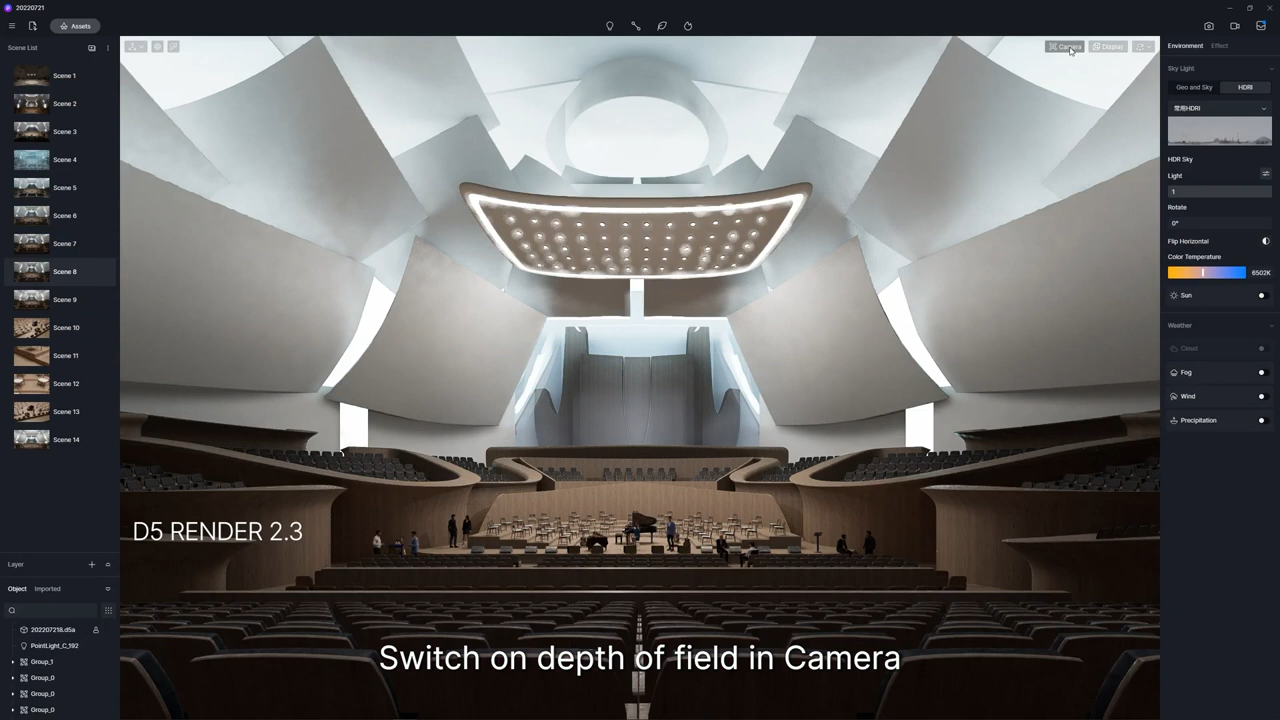 20220721
Assets
Scene List
Scene 1
Scene 2
Scene 3
Scene 4
Scene 5
Scene 6
Scene 7
Scene 8
Scene 9
Scene 10
Scene 11
Scene 12
Scene 13
Scene 14
Layer
Object Imported
202207218.d5a
PointLight_C_192
Group_1
Group_0
Group_0
Group_0
Camera Display
D5 RENDER 2.3
Switch on depth of field in Camera
Environment Effect
Sky Light
Geo and Sky HDRI
常用HDRI
HDR Sky
Light
1
Rotate
0°
Flip Horizontal
Color Temperature
6502K
Sun
Weather
Cloud
Fog
Wind
Precipitation